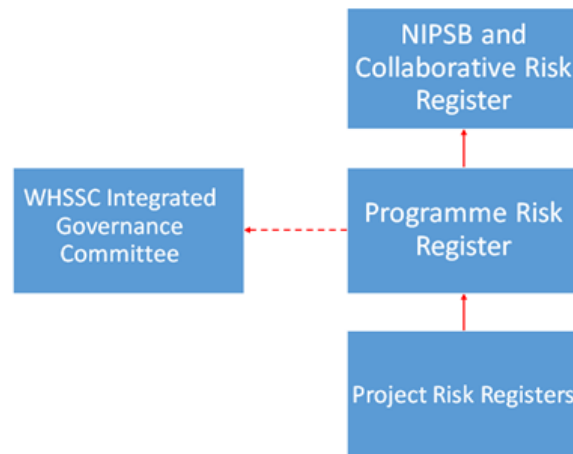 NIPSB and
Collaborative Risk
Register
WHSSC Integrated
Governance
Committee
Programme Risk
Register
Project Risk Registers